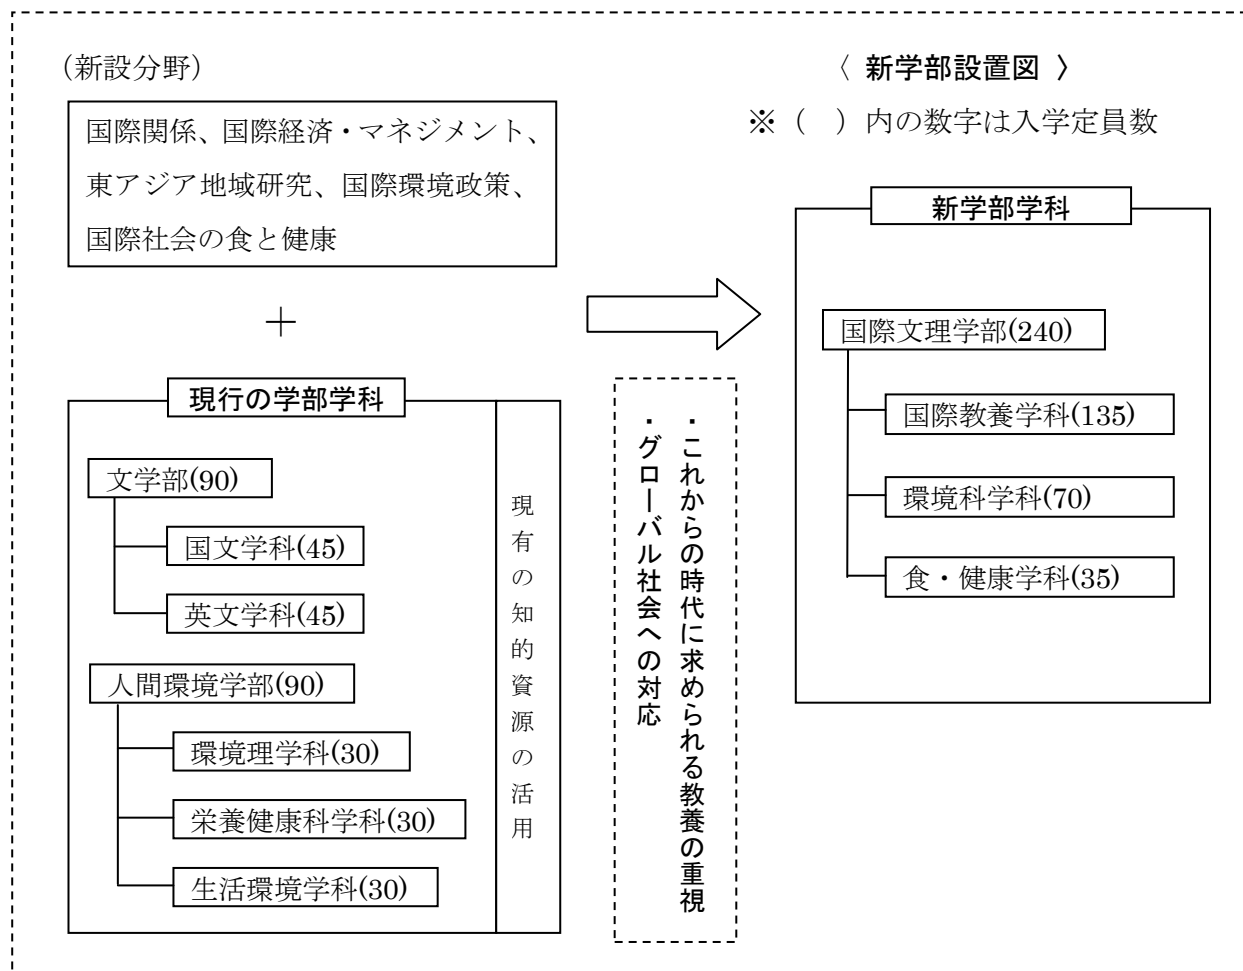 (新設分野)
国際関係、国際経済・マネジメント、
東アジア地域研究、国際環境政策、
国際社会の食と健康
＋
現行の学部学科
文学部(90)
国文学科(45)
英文学科(45)
人間環境学部(90)
環境理学科(30)
栄養健康科学科(30)
生活環境学科(30)
現有の知的資源の活用
・これからの時代に求められる教養の重視
・グローバル社会への対応
〈 新学部設置図 〉
※（　）内の数字は入学定員数
新学部学科
国際文理学部(240)
国際教養学科(135)
環境科学科(70)
食・健康学科(35)